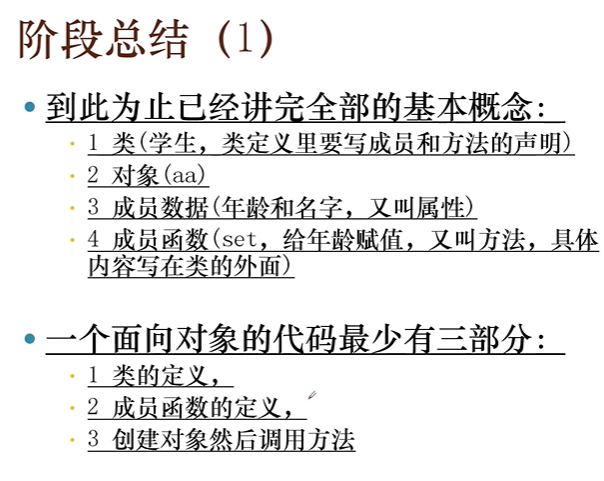 阶段总结（1）
到此为止已经讲完全部的基本概念：
1 类(学生，类定义里要写成员和方法的声明)
2 对象(aa)
3 成员数据(年龄和名字，又叫属性)
4 成员函数(set，给年龄赋值，又叫方法，具体
内容写在类的外面)
一个面向对象的代码最少有三部分：
1 类的定义，
2 成员函数的定义，
3 创建对象然后调用方法